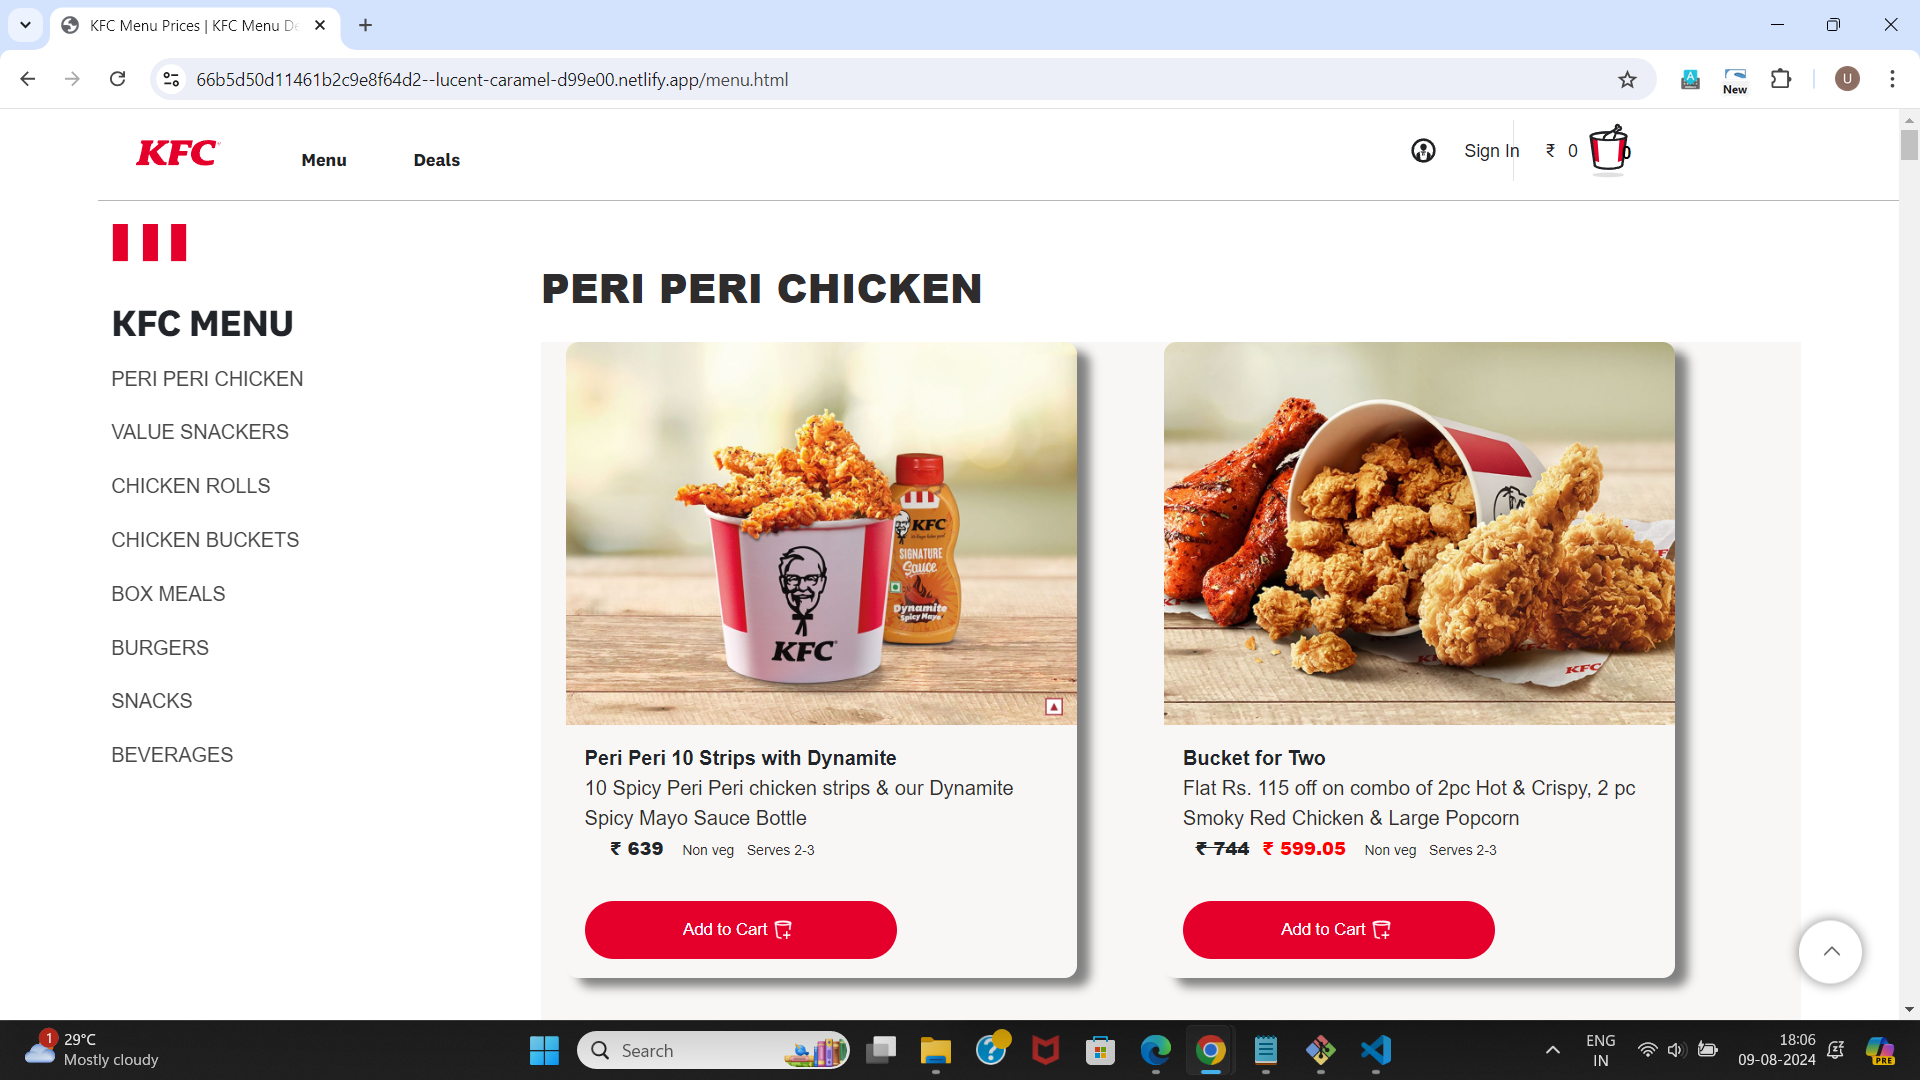 KFC Menu Prices | KFC Menu De
66b5d50d11461b2c9e8f64d2--lucent-caramel-d99e00.netlify.app/menu.html
New
U
KFC
Menu
Deals
Sign In
₹ 0
0
KFC MENU
PERI PERI CHICKEN
VALUE SNACKERS
CHICKEN ROLLS
CHICKEN BUCKETS
BOX MEALS
BURGERS
SNACKS
BEVERAGES
PERI PERI CHICKEN
KFC
KFC
SIGNATURE
Sauce
Dynamite
Spicy Mayo
KFC
Peri Peri 10 Strips with Dynamite
10 Spicy Peri Peri chicken strips & our Dynamite
Spicy Mayo Sauce Bottle
₹ 639 Non veg Serves 2-3
Add to Cart
Bucket for Two
Flat Rs. 115 off on combo of 2pc Hot & Crispy, 2 pc
Smoky Red Chicken & Large Popcorn
₹ 744 ₹ 599.05 Non veg Serves 2-3
Add to Cart
1
29°C
Mostly cloudy
Search
ENG
IN
18:06
09-08-2024
PRE